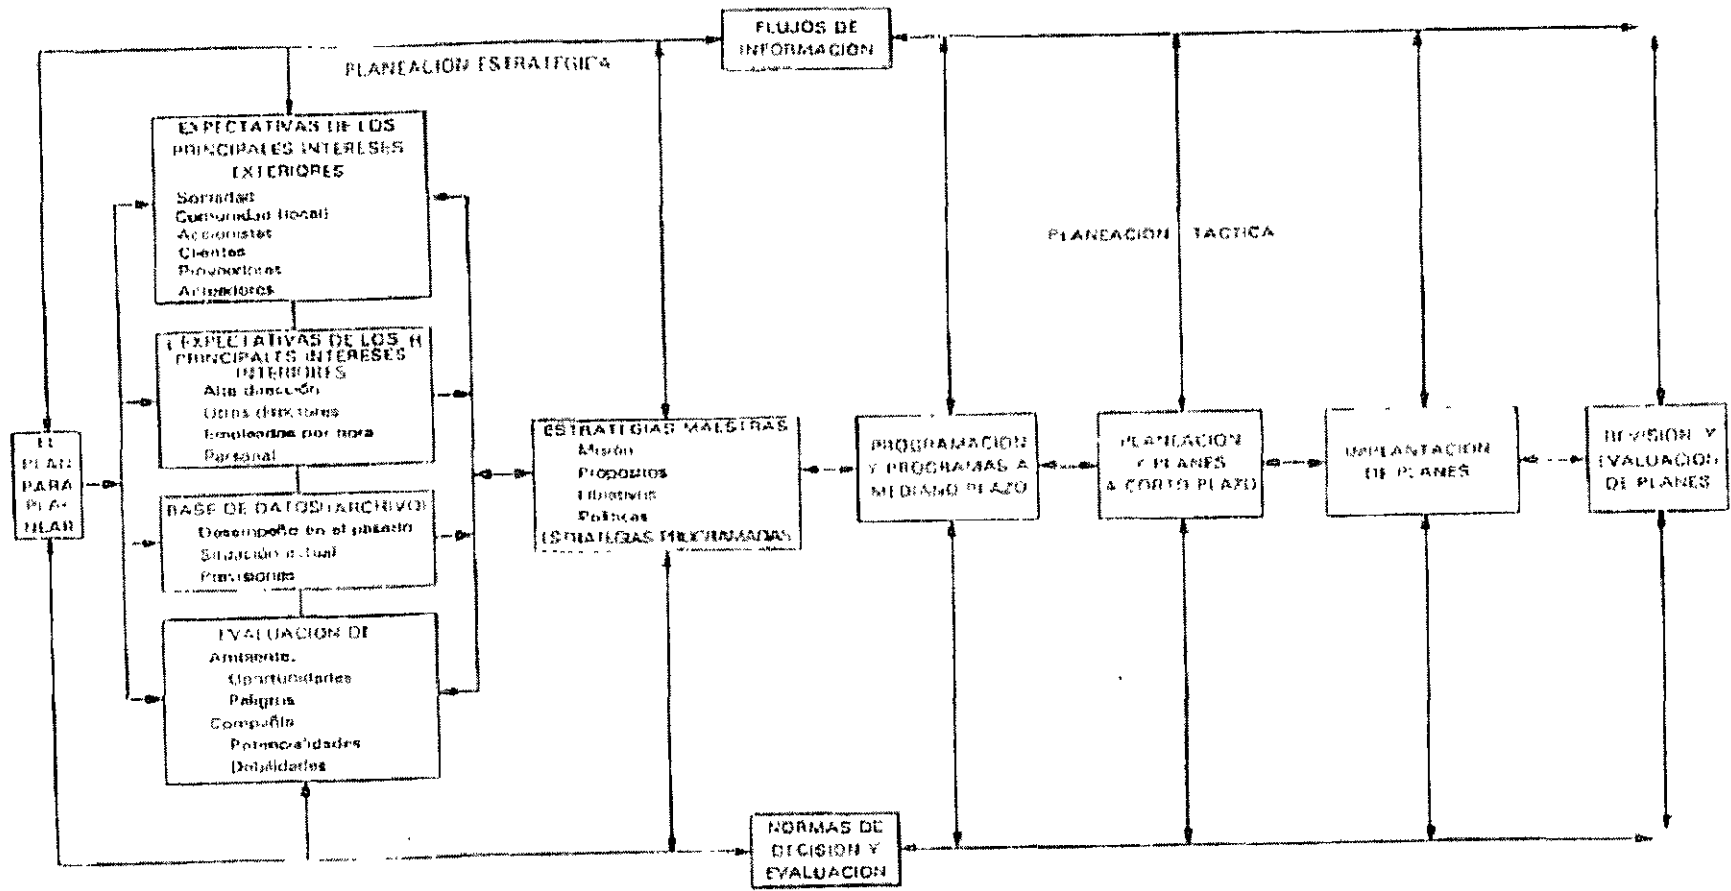 FLUJOS DE
INFORMACION
PLANEACION ESTRATEGICA
EXPECTATIVAS DE LOS
PRINCIPALES INTERESES
EXTERIORES
Sociedad
Comunidad (local)
Accionistas
Clientes
Proveedores
Acreedores
EXPECTATIVAS DE LOS
PRINCIPALES INTERESES
INTERIORES
Alta dirección
Otros directores
Empleados por hora
Personal
BASE DE DATOS (ARCHIVO)
Desempeño en el pasado
Situación actual
Previsiones
EVALUACION DE
Ambiente.
Oportunidades
Peligros
Compañía
Potencialidades
Debilidades
EL
PLAN
PARA
PLA-
NEAR
ESTRATEGIAS MAESTRAS
Misión
Propósitos
Objetivos
Políticas
ESTRATEGIAS PROGRAMADAS
PLANEACION TACTICA
PROGRAMACION
Y PROGRAMAS A
MEDIANO PLAZO
PLANEACION
Y PLANES
A CORTO PLAZO
IMPLANTACION
DE PLANES
REVISION Y
EVALUACION
DE PLANES
NORMAS DE
DECISION Y
EVALUACION